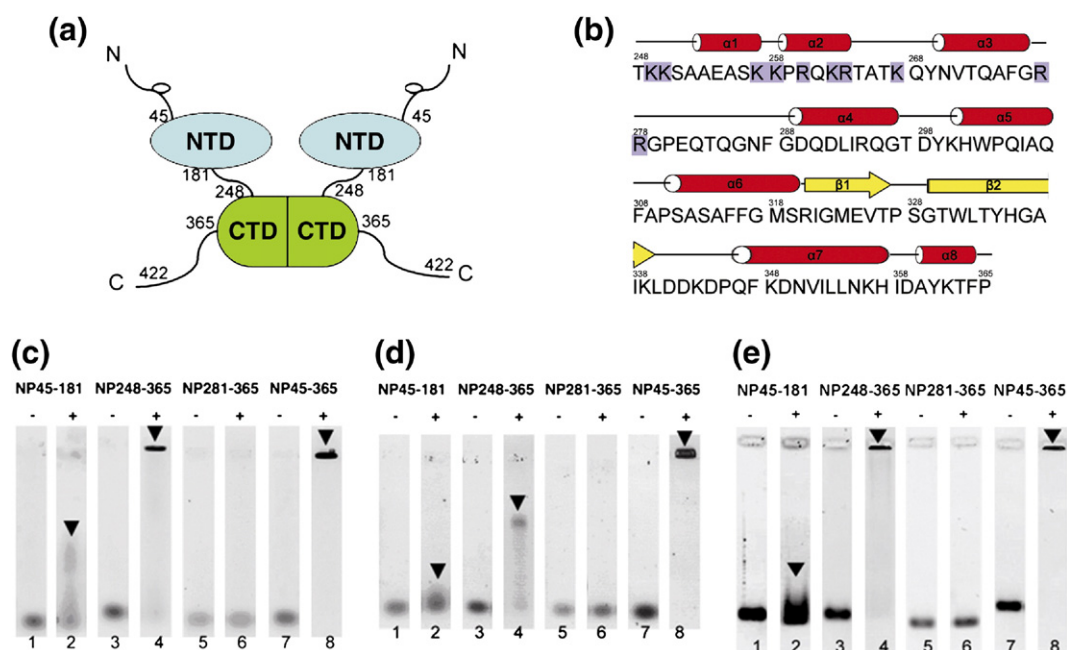 (a)
N N
45 45
NTD NTD
181 181
248 248
365 CTD CTD 365
C 422 422 C
(b)
α1 α2 α3
248 258 268
TKKSAAEASK KPRQKRTATK QYNVTQAFGR
α4 α5
278 288 298
RGPEQTQGNF GDQDLIRQGT DYKHWPQIAQ
α6 β1 β2
308 318 328
FAPSASAFFG MSRIGMEVTP SGTWLTYHGA
α7 α8
338 348 358 365
IKLDDKDPQF KDNVILLNKH IDAYKTFP
(c)
NP45-181 NP248-365 NP281-365 NP45-365
- + - + - + - +
1 2 3 4 5 6 7 8
(d)
NP45-181 NP248-365 NP281-365 NP45-365
- + - + - + - +
1 2 3 4 5 6 7 8
(e)
NP45-181 NP248-365 NP281-365 NP45-365
- + - + - + - +
1 2 3 4 5 6 7 8